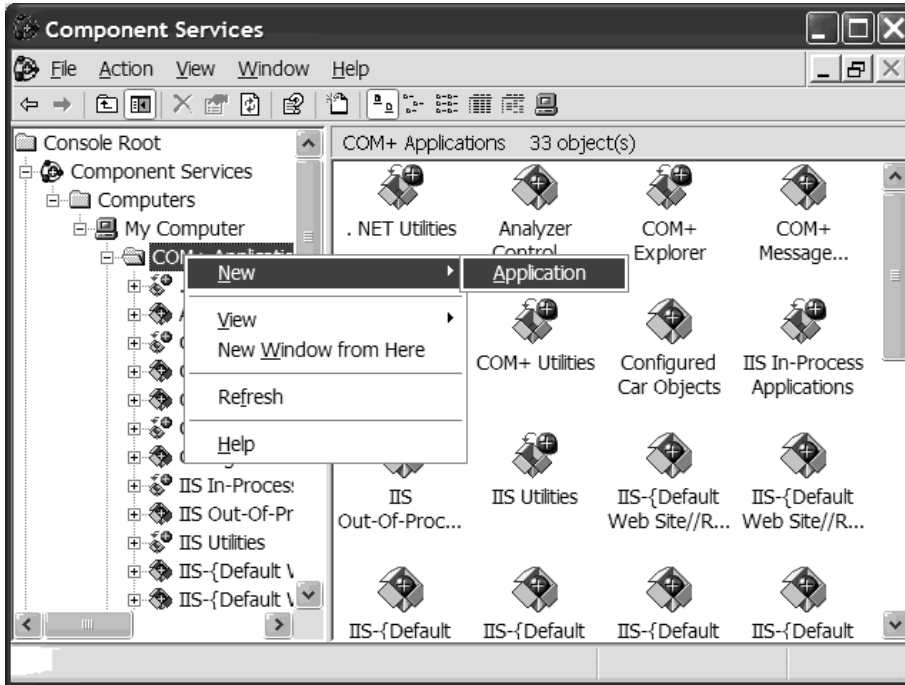 Component Services
File Action View Window Help
Console Root
Component Services
Computers
My Computer
COM+ Applicatio
IIS In-Process
IIS Out-Of-Pr
IIS Utilities
IIS-{Default
IIS-{Default
New
View
New Window from Here
Refresh
Help
Application
COM+ Applications 33 object(s)
. NET Utilities
Analyzer
Control
COM+
Explorer
COM+
Message...
COM+ Utilities
Configured
Car Objects
IIS In-Process
Applications
IIS
Out-Of-Proc...
IIS Utilities
IIS-{Default
Web Site//R...
IIS-{Default
Web Site//R...
IIS-{Default
IIS-{Default
IIS-{Default
IIS-{Default